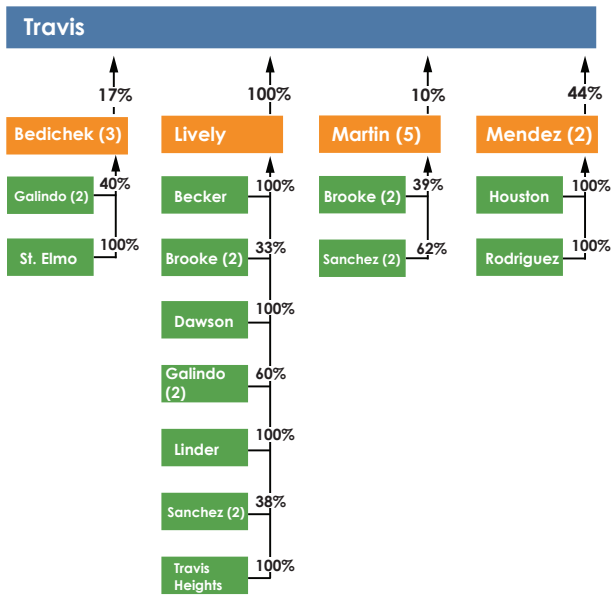 Travis
17%
100%
10%
44%
Bedichek (3)
Lively
Martin (5)
Mendez (2)
Galindo (2)
40%
Becker
100%
Brooke (2)
39%
Houston
100%
St. Elmo
100%
Brooke (2)
33%
Sanchez (2)
62%
Rodriguez
100%
Dawson
100%
Galindo
(2)
60%
Linder
100%
Sanchez (2)
38%
Travis
Heights
100%